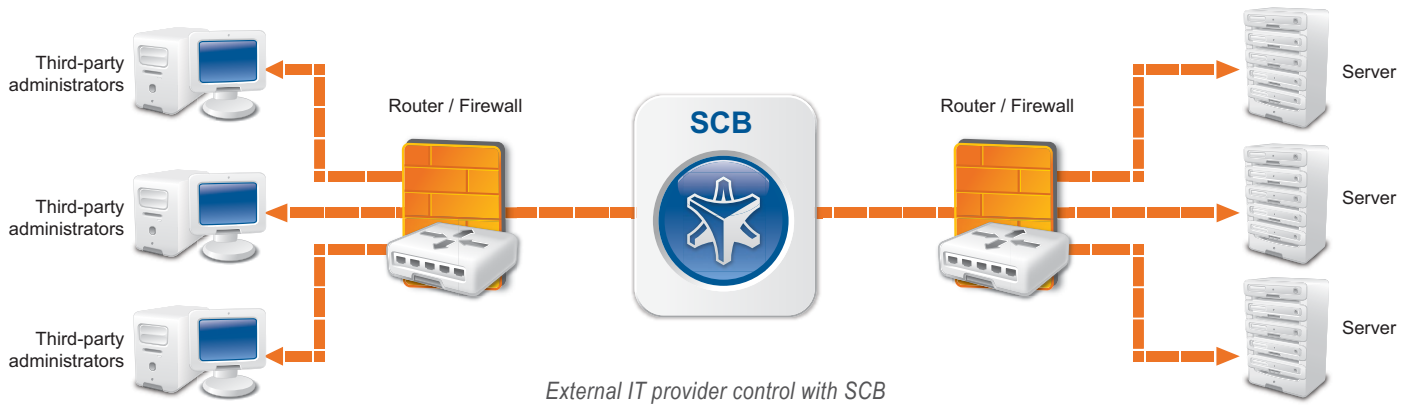 Third-party
administrators
Router / Firewall
SCB
Router / Firewall
Server
Third-party
administrators
Server
Third-party
administrators
Server
External IT provider control with SCB